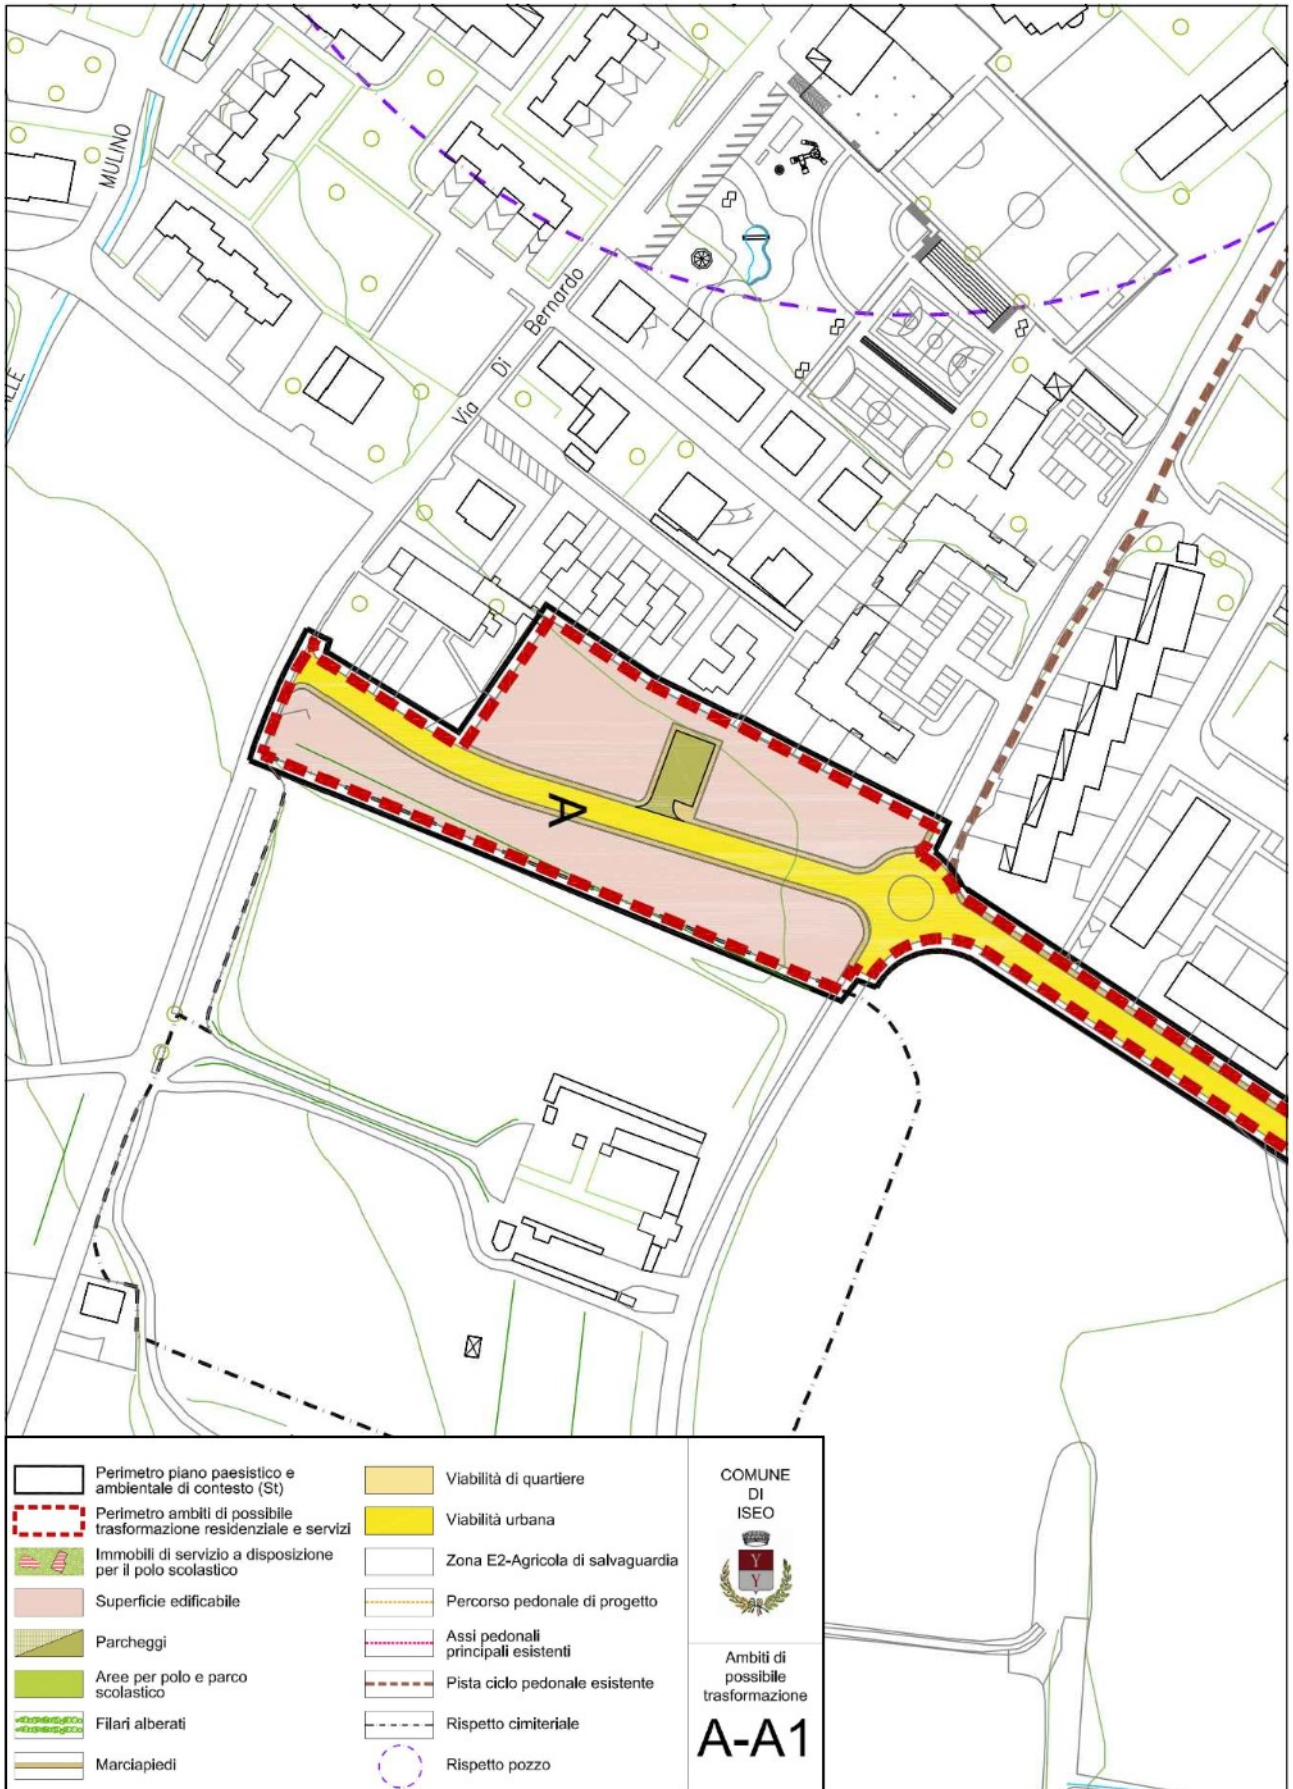 MULINO
Via Di Bernardo
A
Perimetro piano paesistico e
ambientale di contesto (St)
Perimetro ambiti di possibile
trasformazione residenziale e servizi
Immobili di servizio a disposizione
per il polo scolastico
Superficie edificabile
Parcheggi
Aree per polo e parco
scolastico
Filari alberati
Marciapiedi
Viabilità di quartiere
Viabilità urbana
Zona E2-Agricola di salvaguardia
Percorso pedonale di progetto
Assi pedonali
principali esistenti
Pista ciclo pedonale esistente
Rispetto cimiteriale
Rispetto pozzo
COMUNE
DI
ISEO
Y
Y
Ambiti di
possibile
trasformazione
A-A1